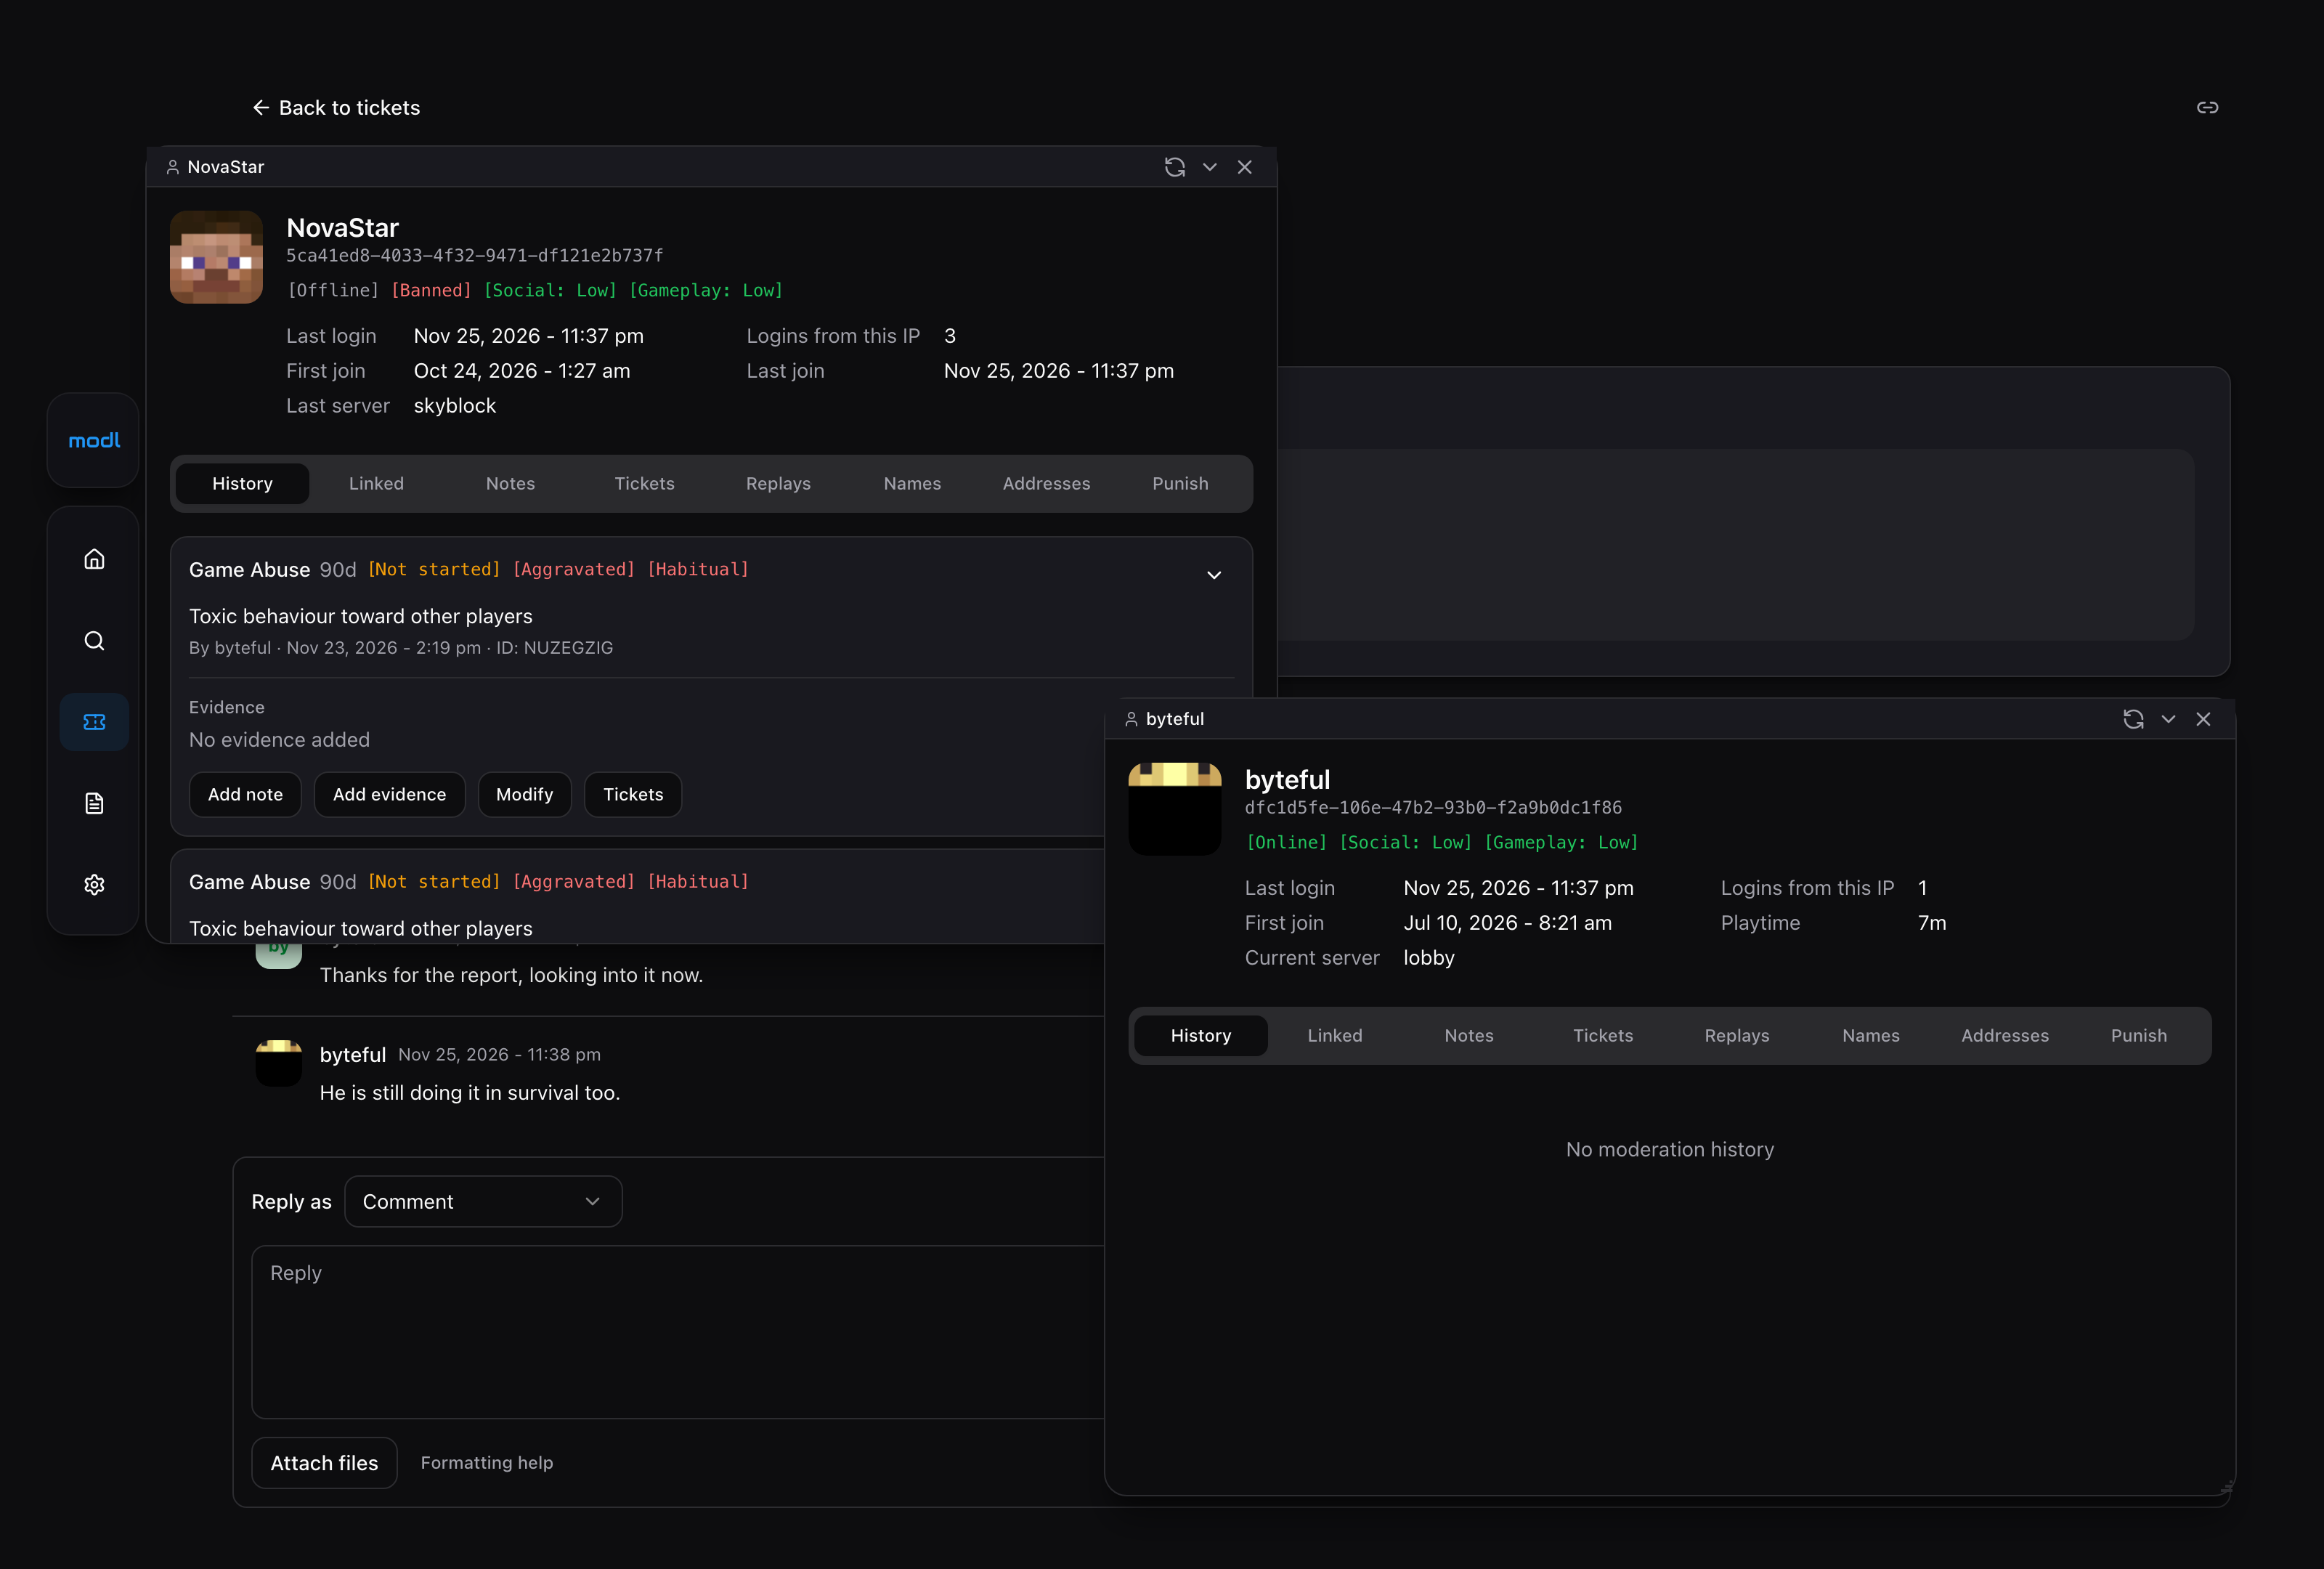 Back to tickets
NovaStar
NovaStar
5ca41ed8-4033-4f32-9471-df121e2b737f
[Offline] [Banned] [Social: Low] [Gameplay: Low]
Last login Nov 25, 2026 - 11:37 pm Logins from this IP 3
First join Oct 24, 2026 - 1:27 am Last join Nov 25, 2026 - 11:37 pm
Last server skyblock
modl
History Linked Notes Tickets Replays Names Addresses Punish
Game Abuse 90d [Not started] [Aggravated] [Habitual]
Toxic behaviour toward other players
By byteful · Nov 23, 2026 - 2:19 pm · ID: NUZEGZIG
Evidence
No evidence added
Add note Add evidence Modify Tickets
Game Abuse 90d [Not started] [Aggravated] [Habitual]
Toxic behaviour toward other players
by
Thanks for the report, looking into it now.
byteful Nov 25, 2026 - 11:38 pm
He is still doing it in survival too.
Reply as Comment
Reply
Attach files Formatting help
byteful
byteful
dfc1d5fe-106e-47b2-93b0-f2a9b0dc1f86
[Online] [Social: Low] [Gameplay: Low]
Last login Nov 25, 2026 - 11:37 pm Logins from this IP 1
First join Jul 10, 2026 - 8:21 am Playtime 7m
Current server lobby
History Linked Notes Tickets Replays Names Addresses Punish
No moderation history